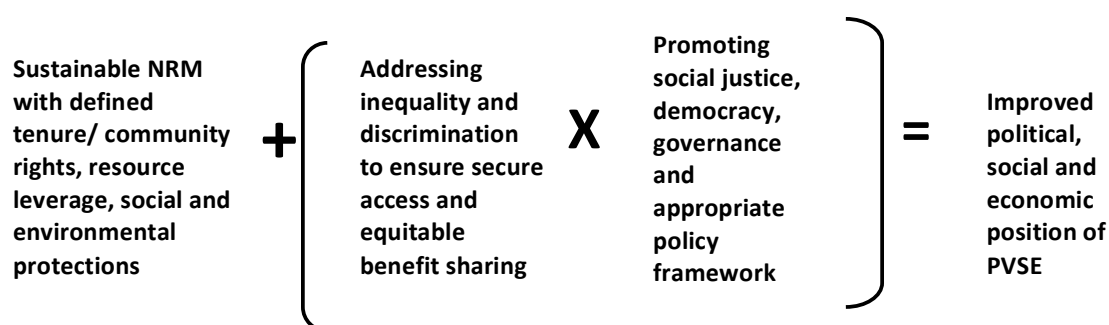 Sustainable NRM
with defined
tenure/ community
rights, resource
leverage, social and
environmental
protections
+
Addressing
inequality and
discrimination
to ensure secure
access and
equitable
benefit sharing
X
Promoting
social justice,
democracy,
governance
and
appropriate
policy
framework
=
Improved
political,
social and
economic
position of
PVSE